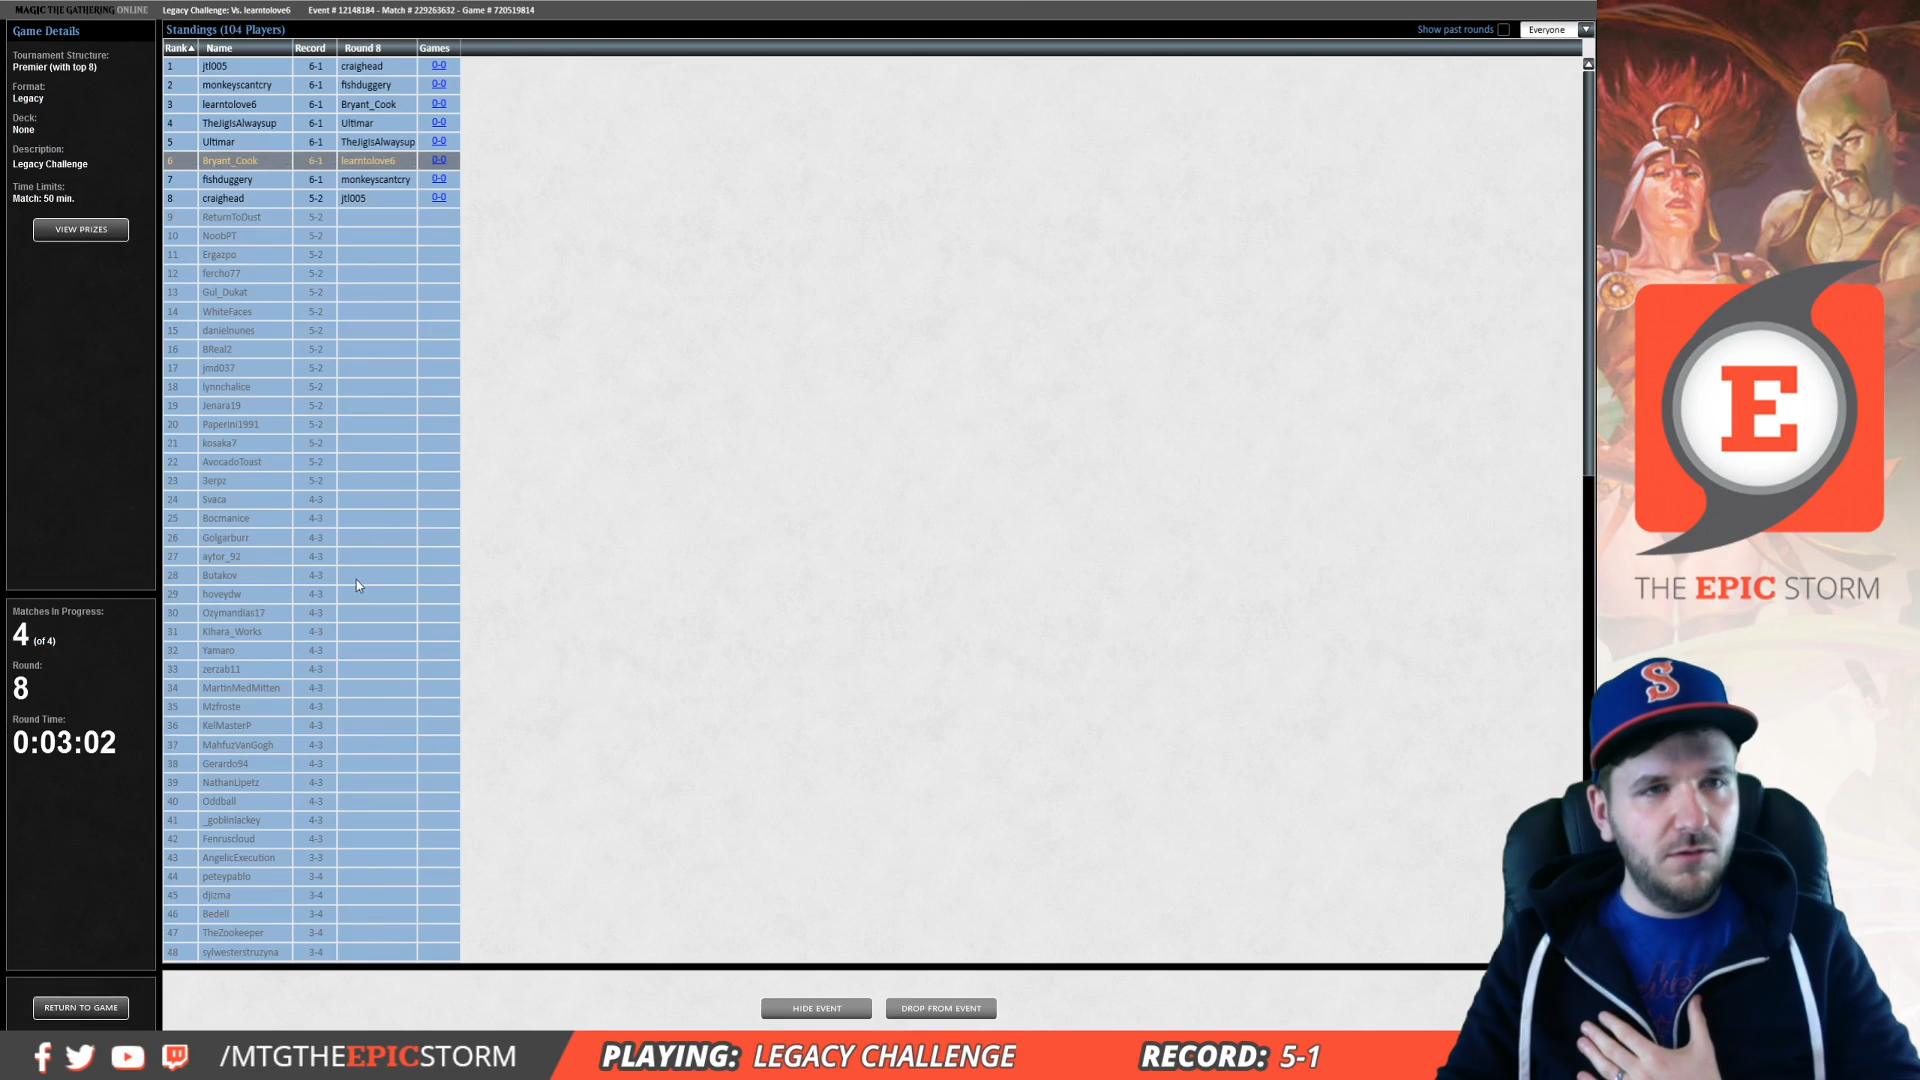 MAGIC THE GATHERING ONLINE
Legacy Challenge: Vs. learntolove6 Event # 12148184 - Match # 229263632 - Game # 720519814
Game Details
Tournament Structure:
Premier (with top 8)
Format:
Legacy
Deck:
None
Description:
Legacy Challenge
Time Limits:
Match: 50 min.
VIEW PRIZES
Matches In Progress:
4 (of 4)
Round:
8
Round Time:
0:03:02
RETURN TO GAME
Standings (104 Players)
Show past rounds
Everyone
Rank Name Record Round 8 Games
1 jtl005 6-1 craighead 0-0
2 monkeyscantcry 6-1 fishduggery 0-0
3 learntolove6 6-1 Bryant_Cook 0-0
4 TheJigIsAlwaysup 6-1 Ultimar 0-0
5 Ultimar 6-1 TheJigIsAlwaysup 0-0
6 Bryant_Cook 6-1 learntolove6 0-0
7 fishduggery 6-1 monkeyscantcry 0-0
8 craighead 5-2 jtl005 0-0
9 ReturnToDust 5-2
10 NoobPT 5-2
11 Ergazpo 5-2
12 fercho77 5-2
13 Gul_Dukat 5-2
14 WhiteFaces 5-2
15 danielnunes 5-2
16 BReal2 5-2
17 jmd037 5-2
18 lynnchalice 5-2
19 Jenara19 5-2
20 Paperini1991 5-2
21 kosaka7 5-2
22 AvocadoToast 5-2
23 3erpz 5-2
24 Svaca 4-3
25 Bocmanice 4-3
26 Golgarburr 4-3
27 aytor_92 4-3
28 Butakov 4-3
29 hoveydw 4-3
30 Ozymandias17 4-3
31 Kihara_Works 4-3
32 Yamaro 4-3
33 zerzab11 4-3
34 MartinMedMitten 4-3
35 Mzfroste 4-3
36 KelMasterP 4-3
37 MahfuzVanGogh 4-3
38 Gerardo94 4-3
39 NathanLipetz 4-3
40 Oddball 4-3
41 _goblinlackey 4-3
42 Fenruscloud 4-3
43 AngelicExecution 3-3
44 peteypablo 3-4
45 djizma 3-4
46 Bedell 3-4
47 TheZookeeper 3-4
48 sylwesterstruzyna 3-4
HIDE EVENT
DROP FROM EVENT
E
THE EPIC STORM
S
/MTGTHEEPICSTORM
PLAYING: LEGACY CHALLENGE
RECORD: 5-1